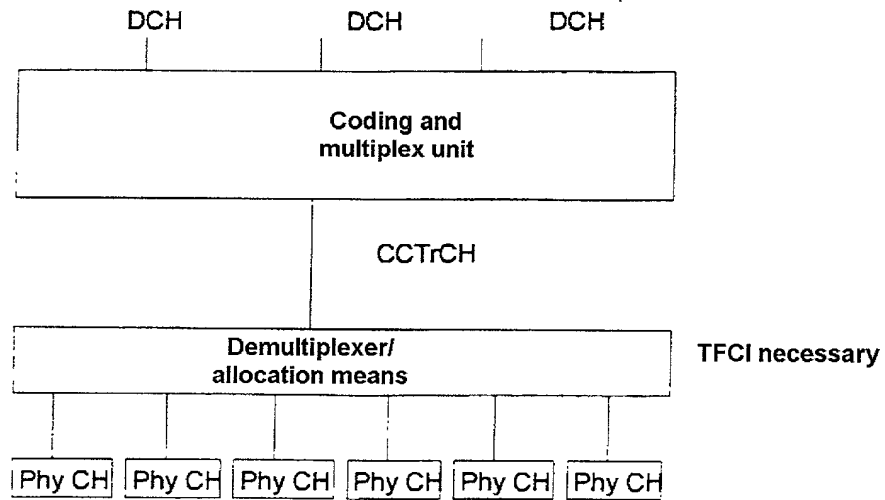 DCH DCH DCH
Coding and
multiplex unit
CCTrCH
Demultiplexer/
allocation means
TFCI necessary
Phy CH Phy CH Phy CH Phy CH Phy CH Phy CH